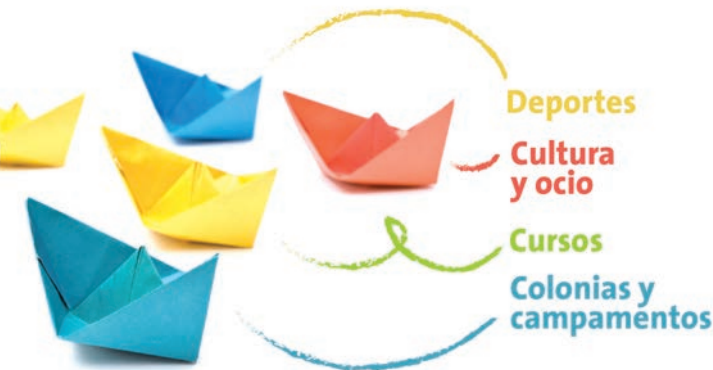 Deportes
Cultura
y ocio
Cursos
Colonias y
campamentos